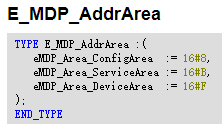 E_MDP_AddrArea
TYPE E_MDP_AddrArea :(
eMDP_Area_ConfigArea := 16#8,
eMDP_Area_ServiceArea := 16#B,
eMDP_Area_DeviceArea := 16#F
);
END_TYPE